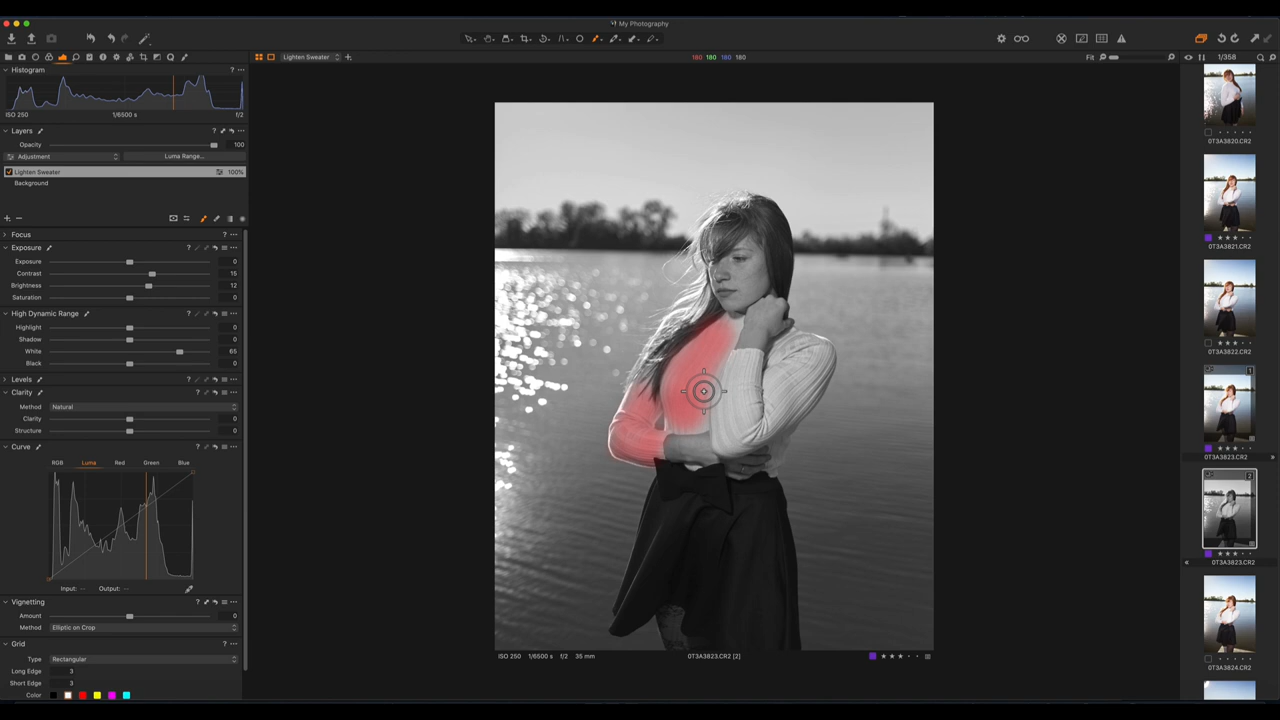 My Photography
Lighten Sweater
180 180 180 180
Fit
1/358
Histogram
ISO 250 1/6500 s f/2
Layers
Opacity 100
Adjustment Luma Range...
Lighten Sweater 100%
Background
Focus
Exposure
Exposure 0
Contrast 15
Brightness 12
Saturation 0
High Dynamic Range
Highlight 0
Shadow 0
White 65
Black 0
Levels
Clarity
Method Natural
Clarity 0
Structure 0
Curve
RGB Luma Red Green Blue
Input: -- Output: --
Vignetting
Amount 0
Method Elliptic on Crop
Grid
Type Rectangular
Long Edge 3
Short Edge 3
Color
ISO 250 1/6500 s f/2 35 mm
0T3A3823.CR2 [2]
0T3A3820.CR2
0T3A3821.CR2
0T3A3822.CR2
1
0T3A3823.CR2
2
0T3A3823.CR2
0T3A3824.CR2